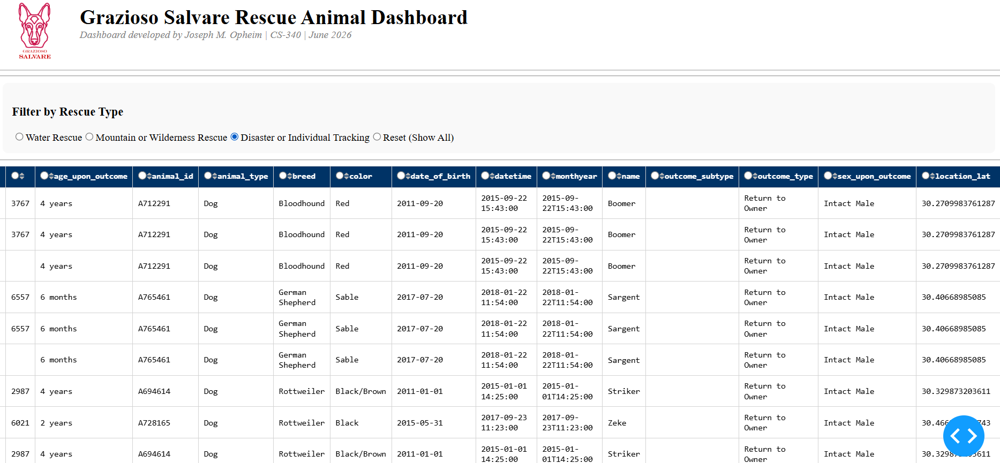 GRAZIOSO
SALVARE
Grazioso Salvare Rescue Animal Dashboard
Dashboard developed by Joseph M. Opheim | CS-340 | June 2026
Filter by Rescue Type
Water Rescue Mountain or Wilderness Rescue Disaster or Individual Tracking Reset (Show All)
age_upon_outcome animal_id animal_type breed color date_of_birth datetime monthyear name outcome_subtype outcome_type sex_upon_outcome location_lat
3767 4 years A712291 Dog Bloodhound Red 2011-09-20 2015-09-22 15:43:00 2015-09-22T15:43:00 Boomer Return to Owner Intact Male 30.2709983761287
3767 4 years A712291 Dog Bloodhound Red 2011-09-20 2015-09-22 15:43:00 2015-09-22T15:43:00 Boomer Return to Owner Intact Male 30.2709983761287
4 years A712291 Dog Bloodhound Red 2011-09-20 2015-09-22 15:43:00 2015-09-22T15:43:00 Boomer Return to Owner Intact Male 30.2709983761287
6557 6 months A765461 Dog German Shepherd Sable 2017-07-20 2018-01-22 11:54:00 2018-01-22T11:54:00 Sargent Return to Owner Intact Male 30.40668985085
6557 6 months A765461 Dog German Shepherd Sable 2017-07-20 2018-01-22 11:54:00 2018-01-22T11:54:00 Sargent Return to Owner Intact Male 30.40668985085
6 months A765461 Dog German Shepherd Sable 2017-07-20 2018-01-22 11:54:00 2018-01-22T11:54:00 Sargent Return to Owner Intact Male 30.40668985085
2987 4 years A694614 Dog Rottweiler Black/Brown 2011-01-01 2015-01-01 14:25:00 2015-01-01T14:25:00 Striker Return to Owner Intact Male 30.329873203611
6021 2 years A728165 Dog Rottweiler Black 2015-05-31 2017-09-23 11:23:00 2017-09-23T11:23:00 Zeke Return to Owner Intact Male
2987 4 years A694614 Dog Rottweiler Black/Brown 2011-01-01 2015-01-01 14:25:00 2015-01-01T14:25:00 Striker Return to Owner Intact Male